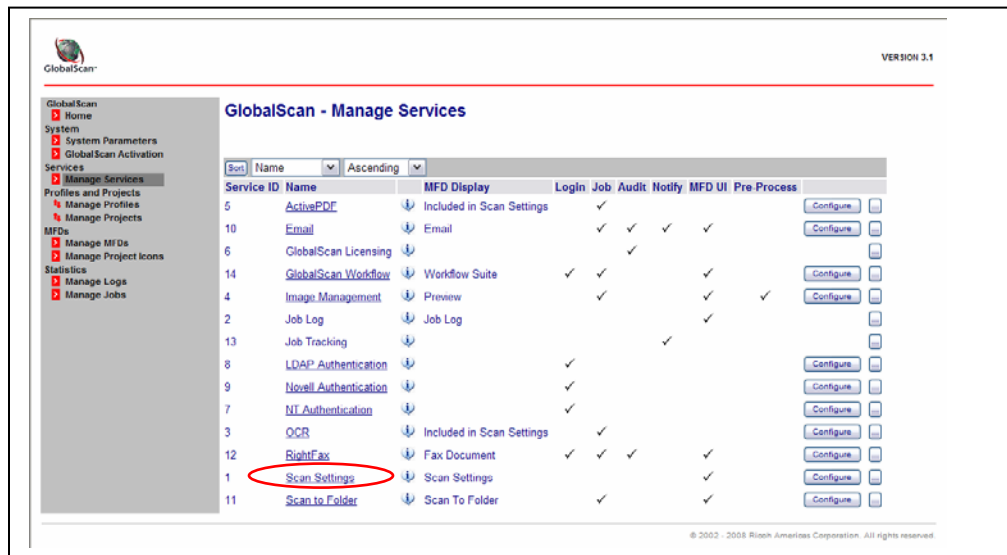 GlobalScan™
VERSION 3.1
GlobalScan
Home
System
System Parameters
GlobalScan Activation
Services
Manage Services
Profiles and Projects
Manage Profiles
Manage Projects
MFDs
Manage MFDs
Manage Project Icons
Statistics
Manage Logs
Manage Jobs
GlobalScan - Manage Services
Sort Name Ascending
Service ID Name MFD Display Login Job Audit Notify MFD UI Pre-Process
5 ActivePDF Included in Scan Settings ✓ Configure ...
10 Email Email ✓ ✓ ✓ ✓ Configure ...
6 GlobalScan Licensing ✓ ...
14 GlobalScan Workflow Workflow Suite ✓ ✓ ✓ Configure ...
4 Image Management Preview ✓ ✓ ✓ Configure ...
2 Job Log Job Log ✓ ...
13 Job Tracking ✓ ...
8 LDAP Authentication ✓ Configure ...
9 Novell Authentication ✓ Configure ...
7 NT Authentication ✓ Configure ...
3 OCR Included in Scan Settings ✓ Configure ...
12 RightFax Fax Document ✓ ✓ ✓ ✓ Configure ...
1 Scan Settings Scan Settings ✓ Configure ...
11 Scan to Folder Scan To Folder ✓ ✓ Configure ...
© 2002 - 2008 Ricoh Americas Corporation. All rights reserved.